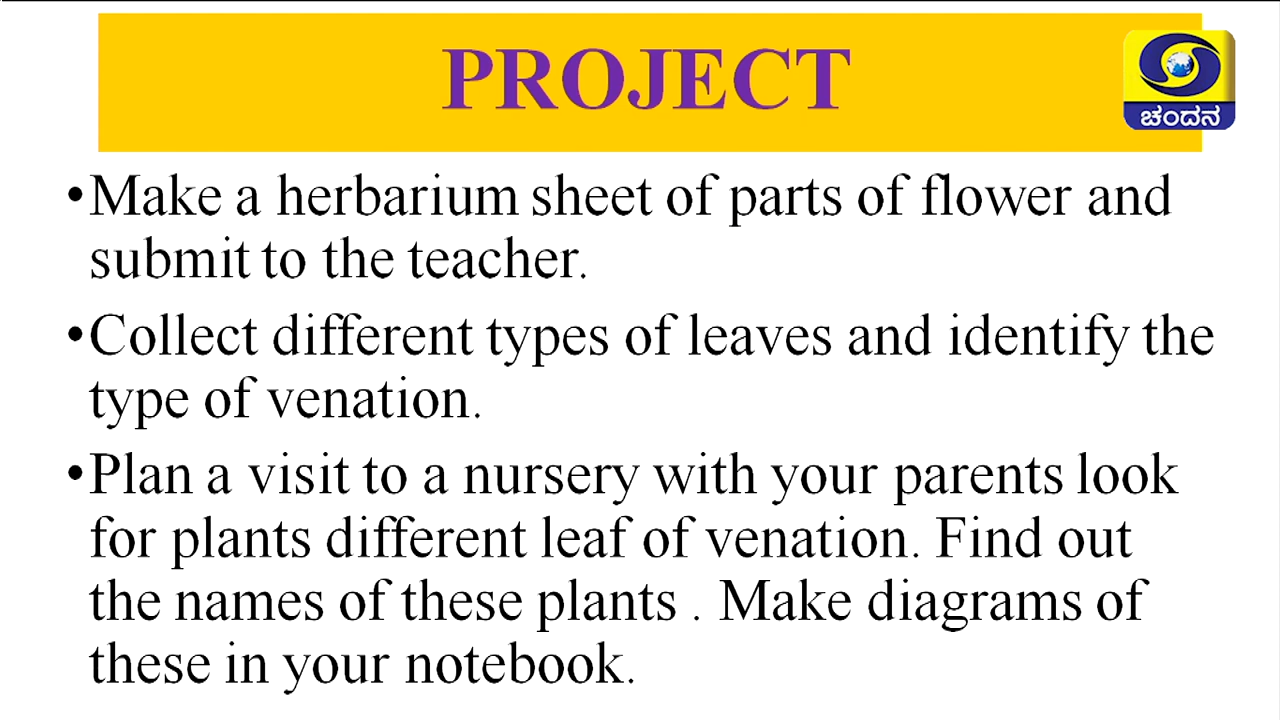 PROJECT
ಚಂದನ
•Make a herbarium sheet of parts of flower and
submit to the teacher.
•Collect different types of leaves and identify the
type of venation.
•Plan a visit to a nursery with your parents look
for plants different leaf of venation. Find out
the names of these plants . Make diagrams of
these in your notebook.